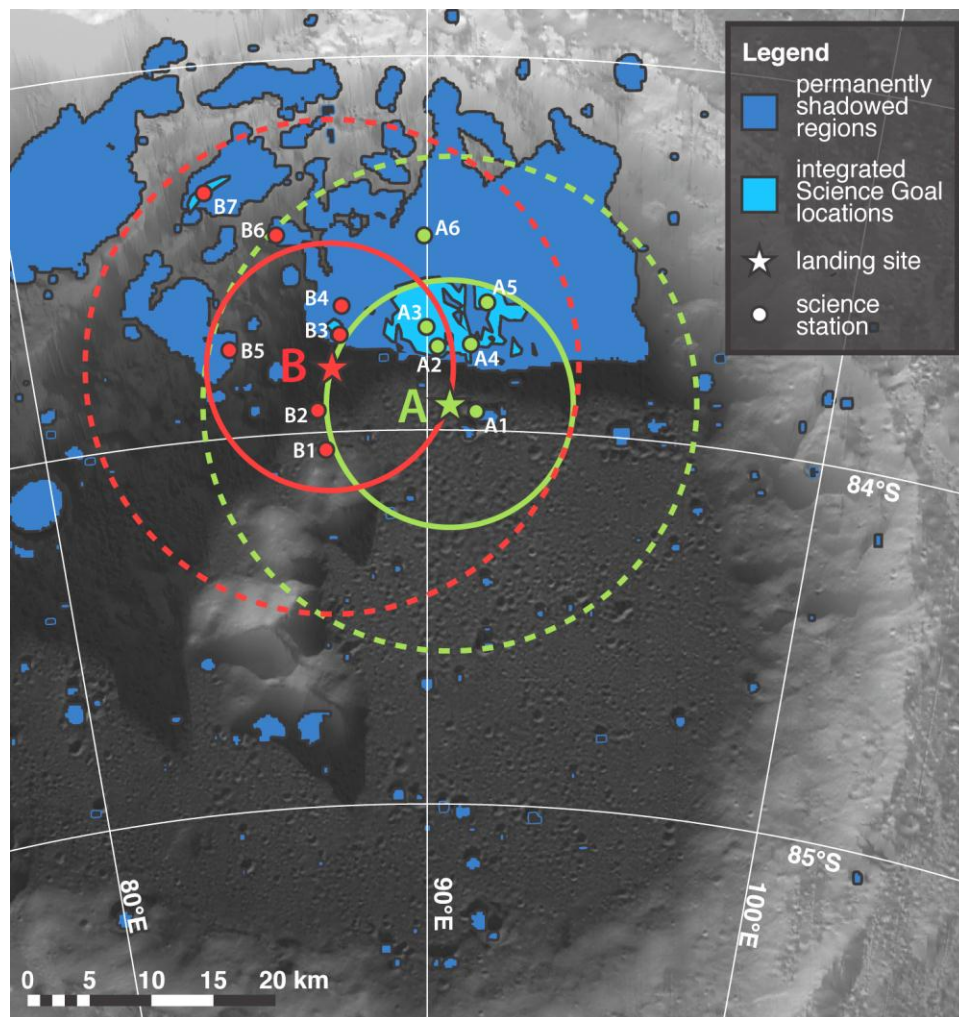 Legend
permanently
shadowed
regions
integrated
Science Goal
locations
landing site
science
station
B7
B6
A6
B4
A5
B3
A3
B5
B
A2
A4
B2
A
A1
B1
84°S
85°S
80°E
90°E
100°E
0 5 10 15 20 km